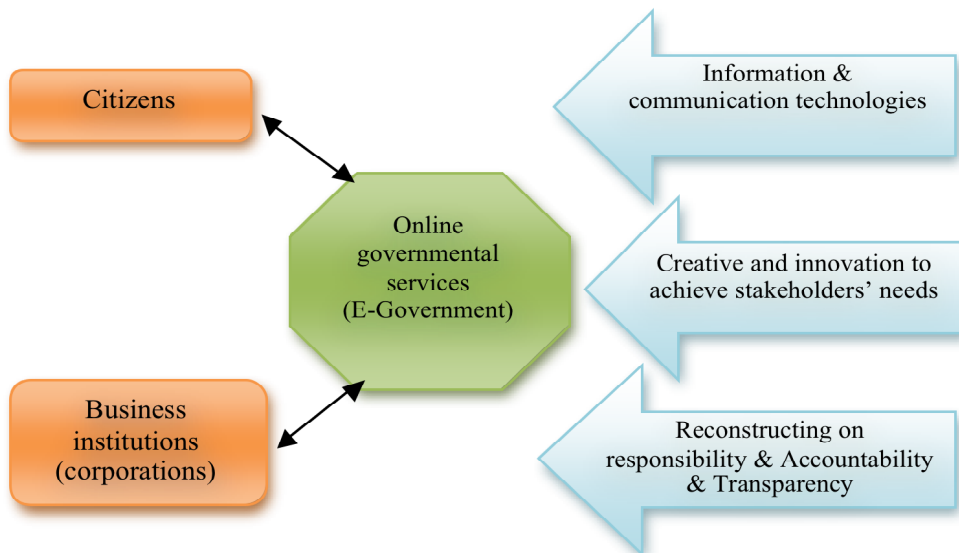 Citizens
Business
institutions
(corporations)
Online
governmental
services
(E-Government)
Information &
communication technologies
Creative and innovation to
achieve stakeholders’ needs
Reconstructing on
responsibility & Accountability
& Transparency